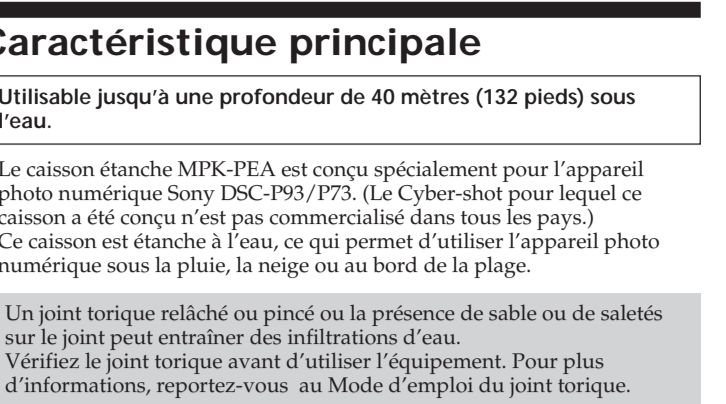 Caractéristique principale
Utilisable jusqu'à une profondeur de 40 mètres (132 pieds) sous
l'eau.
Le caisson étanche MPK-PEA est conçu spécialement pour l'appareil
photo numérique Sony DSC-P93/P73. (Le Cyber-shot pour lequel ce
caisson a été conçu n'est pas commercialisé dans tous les pays.)
Ce caisson est étanche à l'eau, ce qui permet d'utiliser l'appareil photo
numérique sous la pluie, la neige ou au bord de la plage.
Un joint torique relâché ou pincé ou la présence de sable ou de saletés
sur le joint peut entraîner des infiltrations d'eau.
Vérifiez le joint torique avant d'utiliser l'équipement. Pour plus
d'informations, reportez-vous au Mode d'emploi du joint torique.